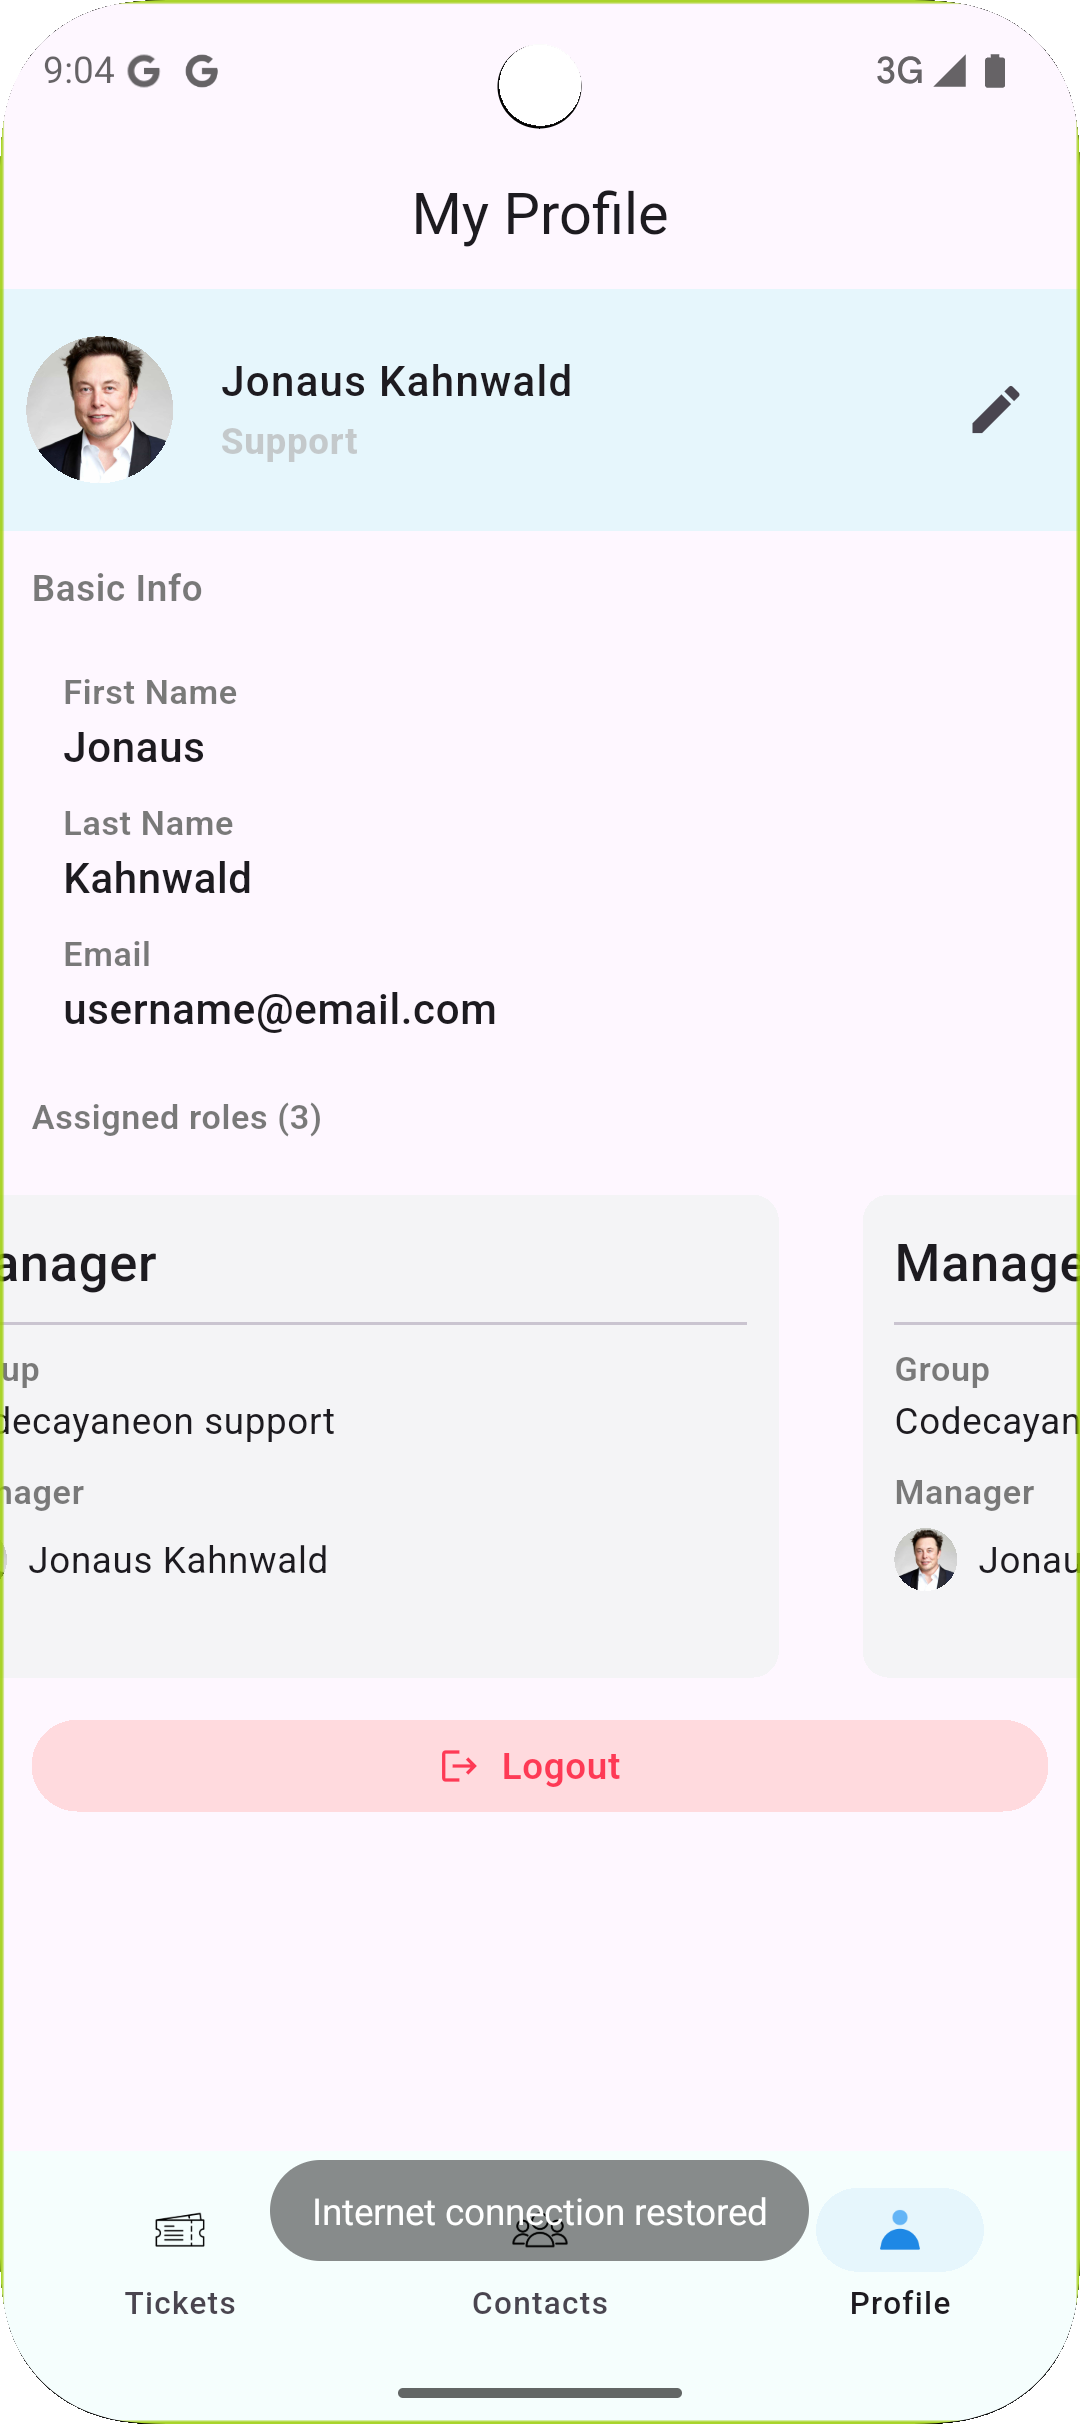 9:04
3G
My Profile
Jonaus Kahnwald
Support
Basic Info
First Name
Jonaus
Last Name
Kahnwald
Email
username@email.com
Assigned roles (3)
anager
Manage
up
Group
decayaneon support
Codecayan
nager
Manager
Jonaus Kahnwald
Jonau
Logout
Internet connection restored
Tickets
Contacts
Profile